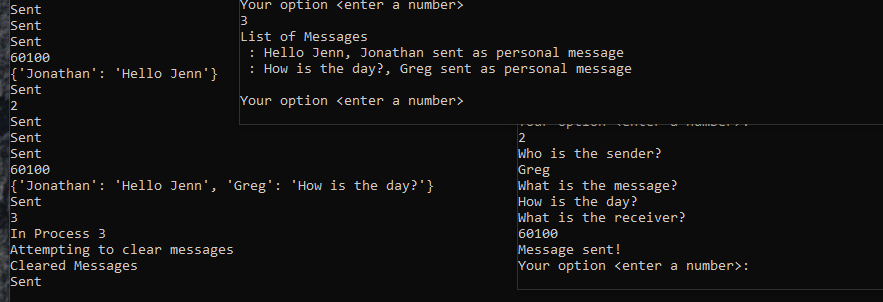 Sent
Sent
Sent
60100
{'Jonathan': 'Hello Jenn'}
Sent
2
Sent
Sent
Sent
60100
{'Jonathan': 'Hello Jenn', 'Greg': 'How is the day?'}
Sent
3
In Process 3
Attempting to clear messages
Cleared Messages
Sent
Your option <enter a number>
3
List of Messages
: Hello Jenn, Jonathan sent as personal message
: How is the day?, Greg sent as personal message
Your option <enter a number>
Your option <enter a number>:
2
Who is the sender?
Greg
What is the message?
How is the day?
What is the receiver?
60100
Message sent!
Your option <enter a number>: